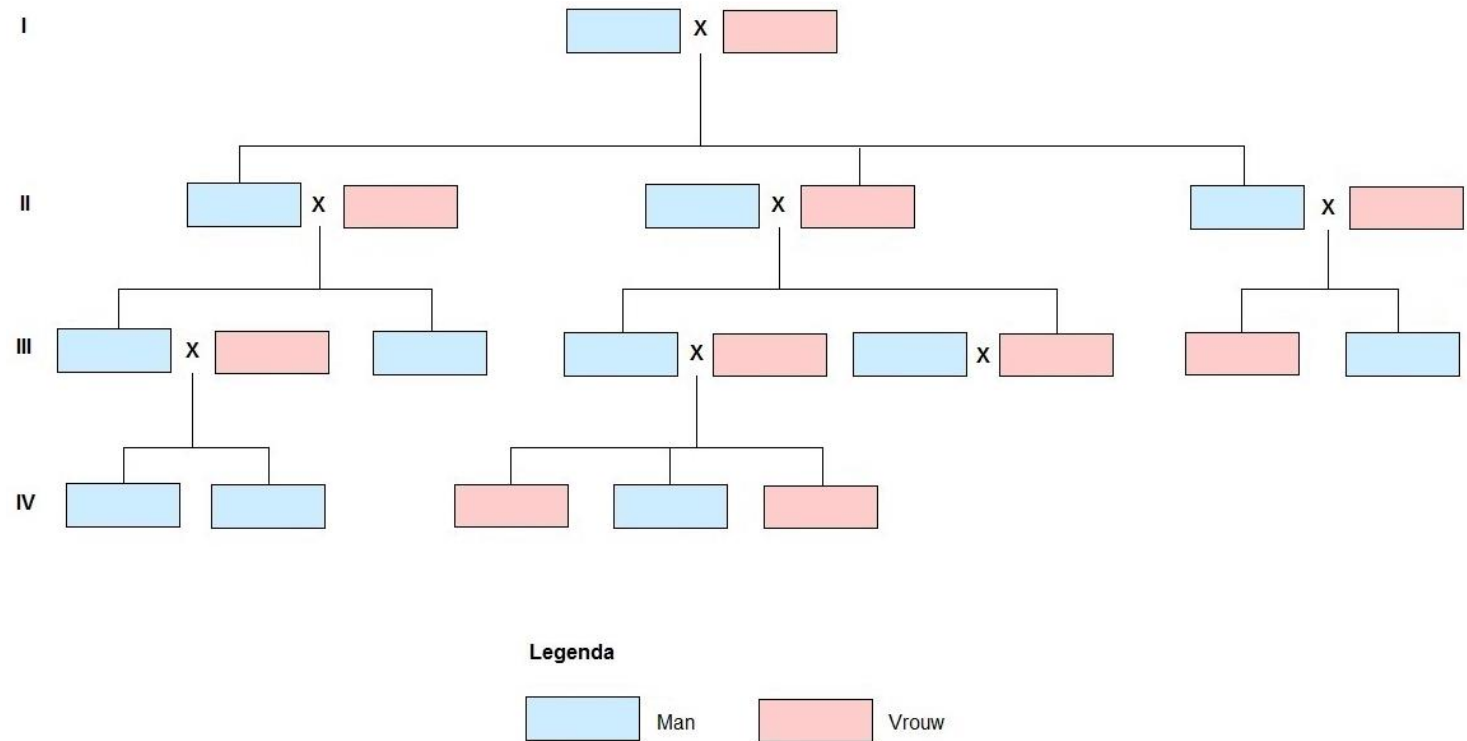 I X
II X X X
III X X X
IV
Legenda
Man Vrouw